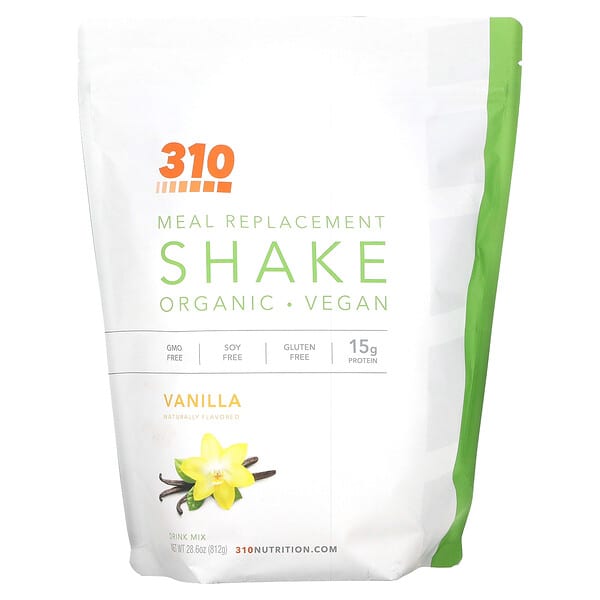 310
MEAL REPLACEMENT
SHAKE
ORGANIC • VEGAN
GMO FREE
SOY FREE
GLUTEN FREE
15g PROTEIN
VANILLA
NATURALLY FLAVORED
DRINK MIX
NET WT 28.6oz (812g) 310NUTRITION.COM